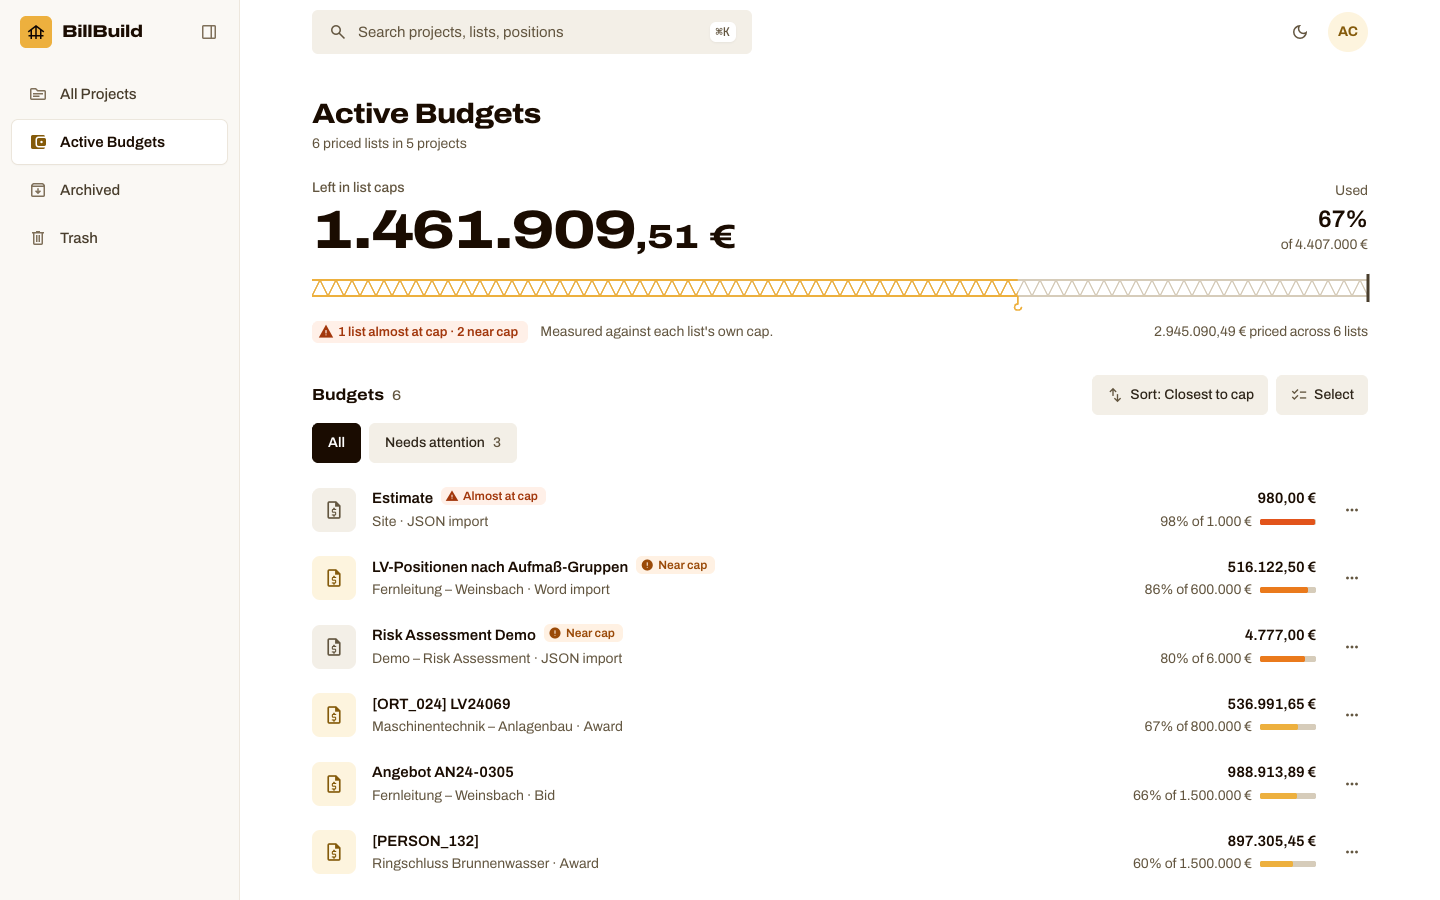 BillBuild
Search projects, lists, positions
⌘K
AC
All Projects
Active Budgets
Archived
Trash
Active Budgets
6 priced lists in 5 projects
Left in list caps
1.461.909,51 €
Used
67%
of 4.407.000 €
1 list almost at cap · 2 near cap
Measured against each list's own cap.
2.945.090,49 € priced across 6 lists
Budgets 6
Sort: Closest to cap
Select
All
Needs attention 3
Estimate Almost at cap
980,00 €
Site · JSON import
98% of 1.000 €
LV-Positionen nach Aufmaß-Gruppen Near cap
516.122,50 €
Fernleitung – Weinsbach · Word import
86% of 600.000 €
Risk Assessment Demo Near cap
4.777,00 €
Demo – Risk Assessment · JSON import
80% of 6.000 €
[ORT_024] LV24069
536.991,65 €
Maschinentechnik – Anlagenbau · Award
67% of 800.000 €
Angebot AN24-0305
988.913,89 €
Fernleitung – Weinsbach · Bid
66% of 1.500.000 €
[PERSON_132]
897.305,45 €
Ringschluss Brunnenwasser · Award
60% of 1.500.000 €